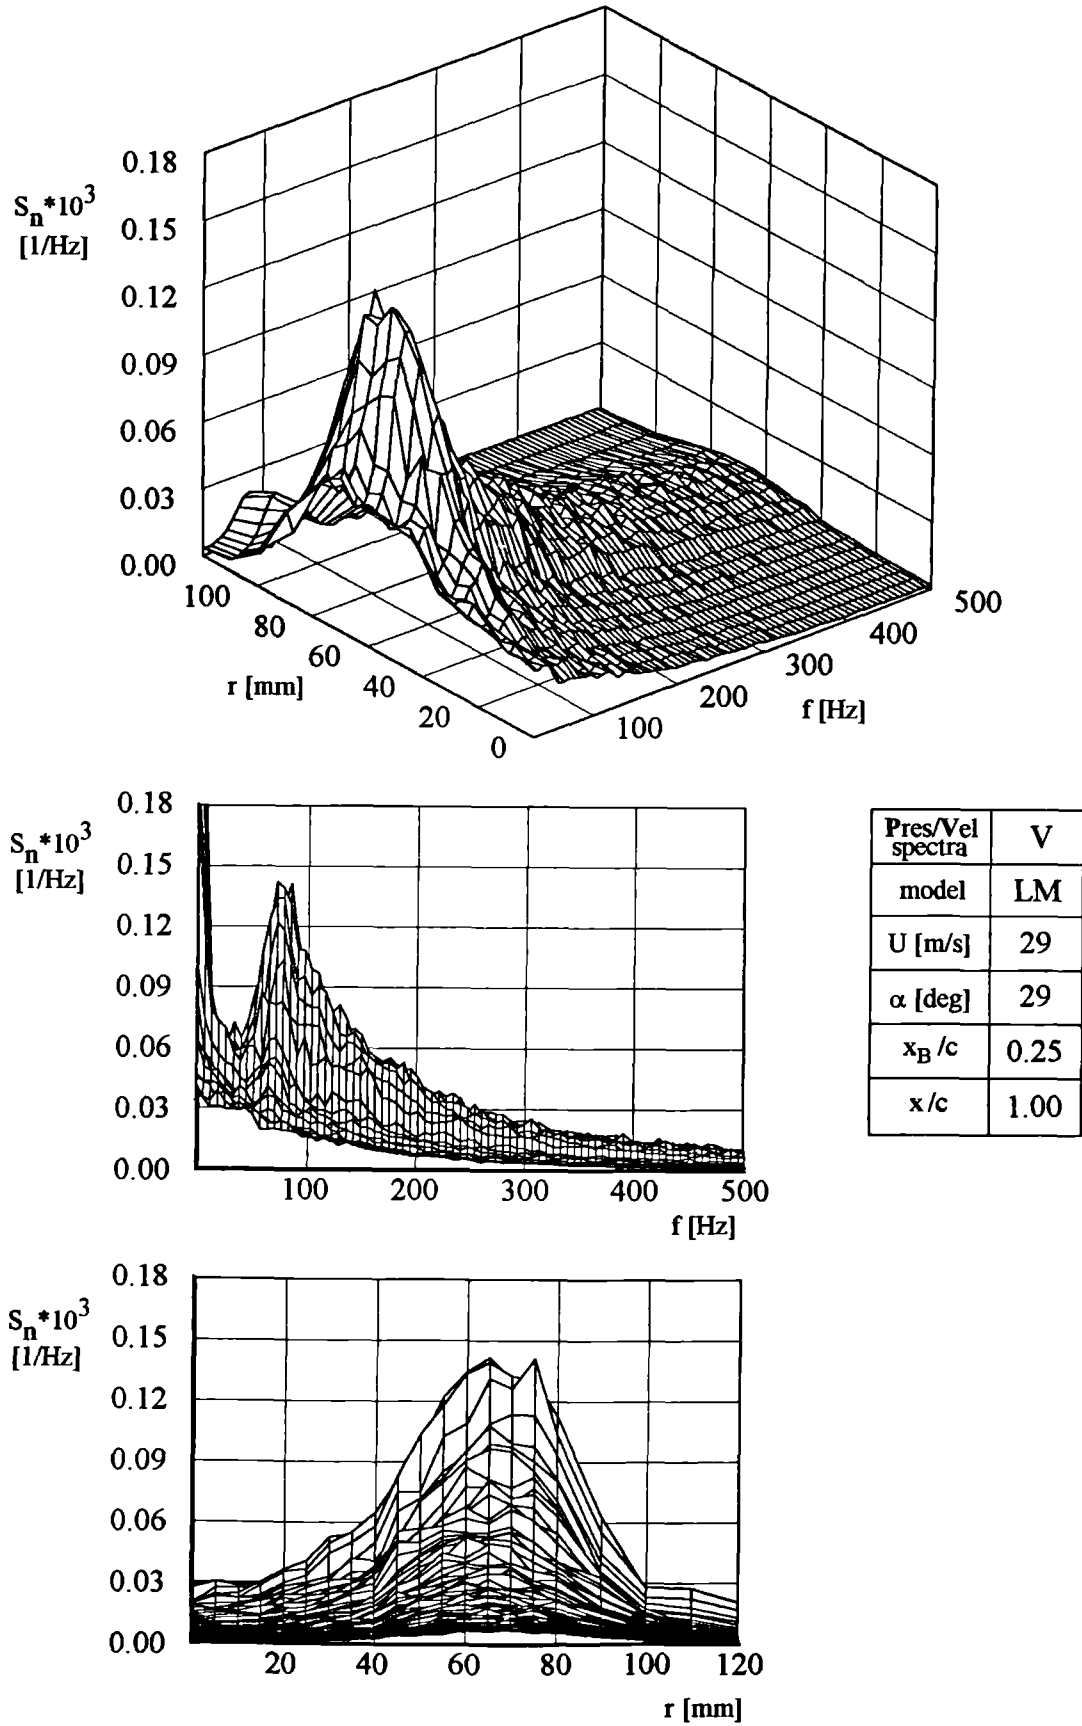 0.18
S_n*10^3
[1/Hz]
0.15
0.12
0.09
0.06
0.03
0.00
100
80
60
40
20
0
r [mm]
100
200
300
400
500
f [Hz]
0.18
S_n*10^3
[1/Hz]
0.15
0.12
0.09
0.06
0.03
0.00
100 200 300 400 500
f [Hz]
Pres/Vel spectra V
model LM
U [m/s] 29
α [deg] 29
x_B/c 0.25
x/c 1.00
0.18
S_n*10^3
[1/Hz]
0.15
0.12
0.09
0.06
0.03
0.00
20 40 60 80 100 120
r [mm]